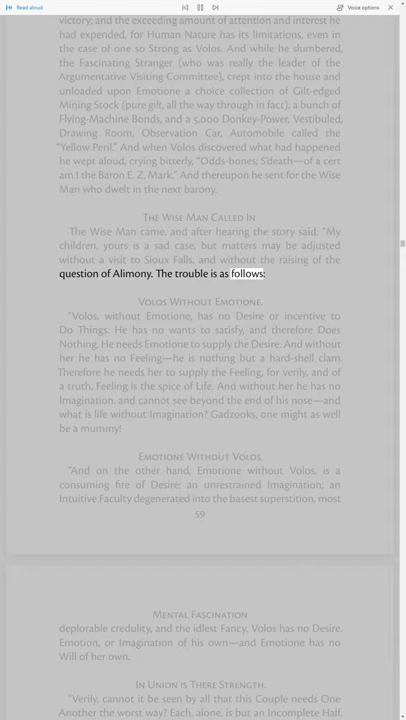 Read aloud
Voice options
victory; and the exceeding amount of attention and interest he
had expended, for Human Nature has its limitations, even in
the case of one so Strong as Volos. And while he slumbered,
the Fascinating Stranger (who was really the leader of the
Argumentative Visiting Committee), crept into the house and
unloaded upon Emotione a choice collection of Gilt-edged
Mining Stock (pure gilt, all the way through in fact); a bunch of
Flying-Machine Bonds, and a 5,000 Donkey-Power, Vestibuled,
Drawing Room, Observation Car, Automobile called the
"Yellow Peril." And when Volos discovered what had happened
he wept aloud, crying bitterly, "Odds-bones; S'death—of a cert
am I the Baron E. Z. Mark." And thereupon he sent for the Wise
Man who dwelt in the next barony.
The Wise Man Called In
The Wise Man came, and after hearing the story said: "My
children, yours is a sad case, but matters may be adjusted
without a visit to Sioux Falls, and without the raising of the
question of Alimony. The trouble is as follows:
Volos Without Emotione.
"Volos, without Emotione, has no Desire or incentive to
Do Things. He has no wants to satisfy, and therefore Does
Nothing. He needs Emotione to supply the Desire. And without
her he has no Feeling—he is nothing but a hard-shell clam.
Therefore he needs her to supply the Feeling, for verily, and of
a truth, Feeling is the spice of Life. And without her he has no
Imagination, and cannot see beyond the end of his nose—and
what is life without Imagination? Gadzooks, one might as well
be a mummy!
Emotione Without Volos.
"And on the other hand, Emotione without Volos, is a
consuming fire of Desire; an unrestrained Imagination; an
Intuitive Faculty degenerated into the basest superstition, most
59
Mental Fascination
deplorable credulity, and the idlest Fancy. Volos has no Desire.
Emotion, or Imagination of his own—and Emotione has no
Will of her own.
In Union is There Strength.
"Verily, cannot it be seen by all that this Couple needs One
Another the worst way? Each, alone, is but an Incomplete Half.